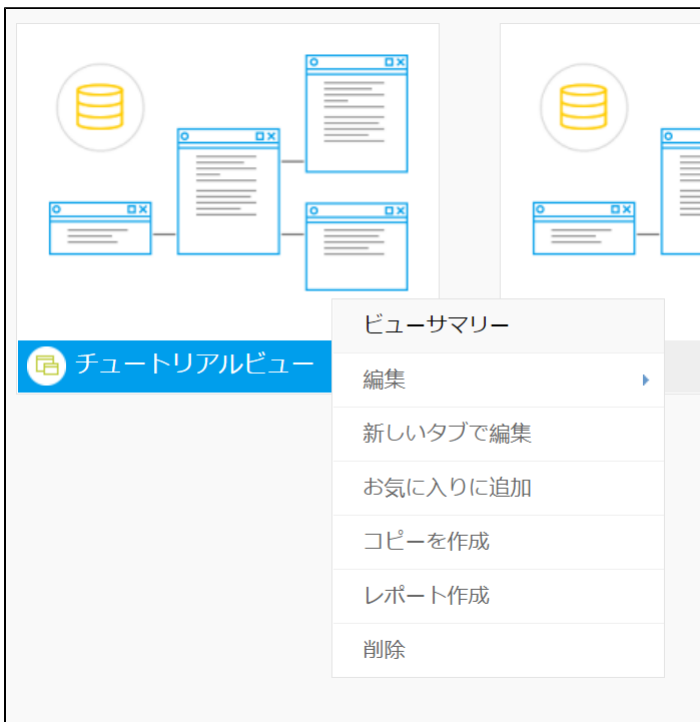 チュートリアルビュー
ビューサマリー
編集
新しいタブで編集
お気に入りに追加
コピーを作成
レポート作成
削除